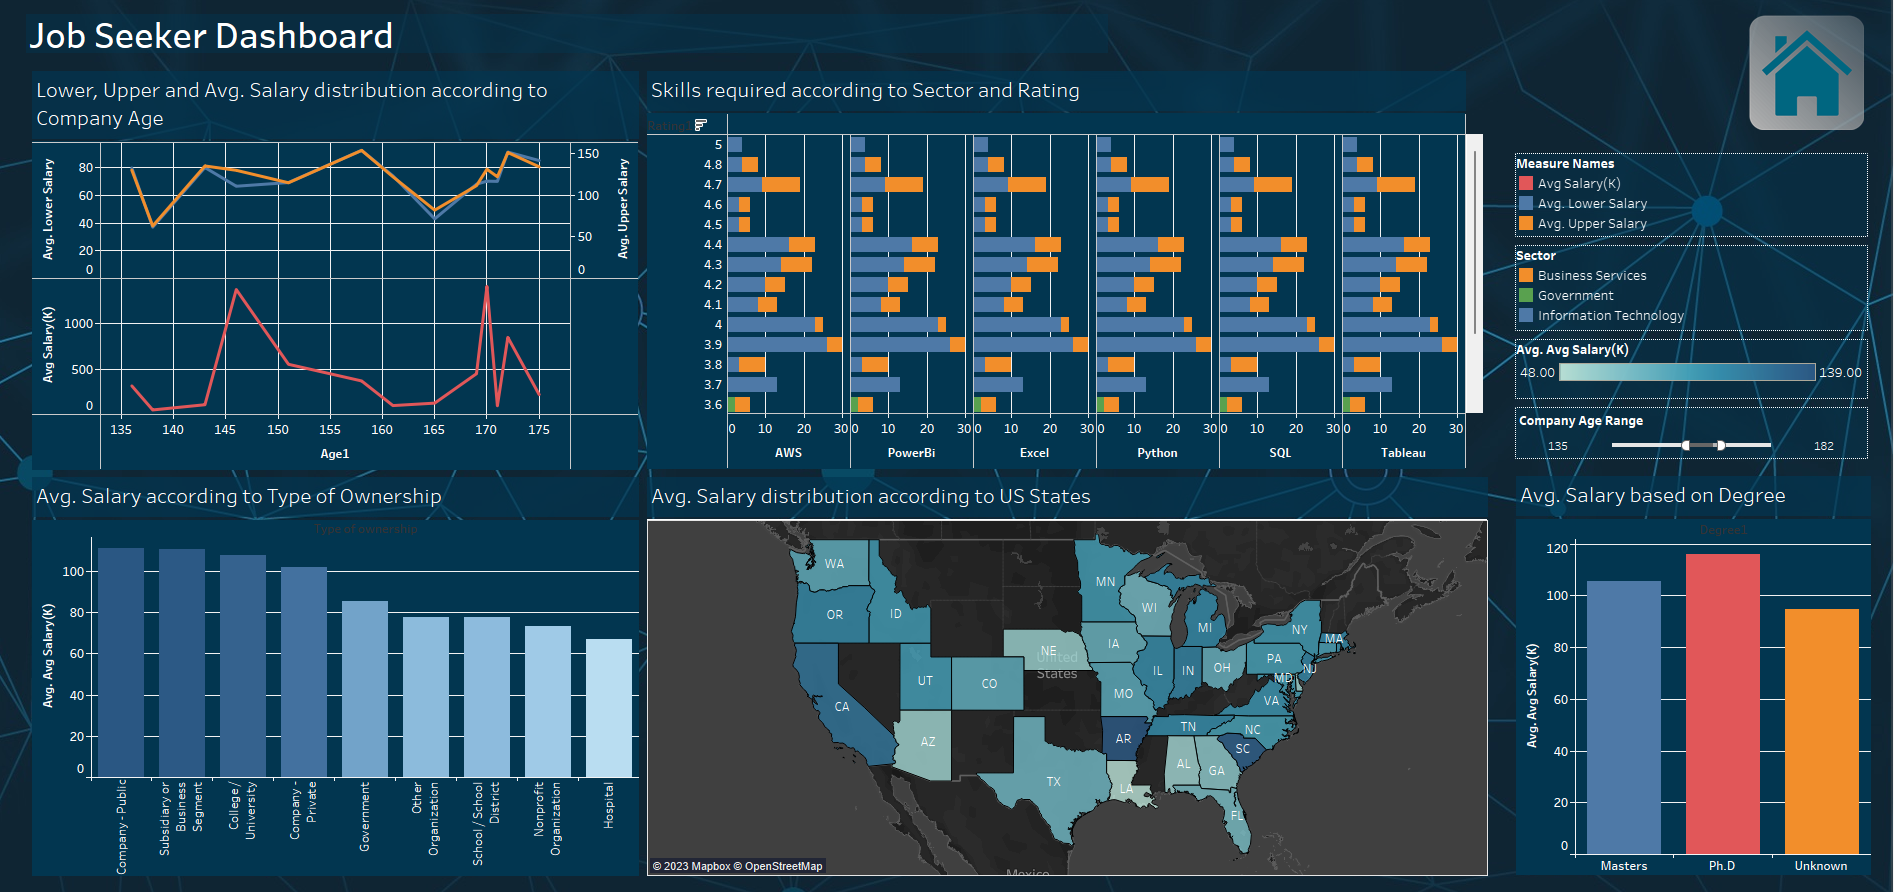 Job Seeker Dashboard
Lower, Upper and Avg. Salary distribution according to
Company Age
Avg. Lower Salary
80
60
40
20
0
150
100
50
0
Avg. Upper Salary
Avg Salary(K)
1000
500
0
135 140 145 150 155 160 165 170 175
Age1
Skills required according to Sector and Rating
Rating
5
4.8
4.7
4.6
4.5
4.4
4.3
4.2
4.1
4
3.9
3.8
3.7
3.6
0 10 20 30 0 10 20 30 0 10 20 30 0 10 20 30 0 10 20 30 0 10 20 30
AWS PowerBi Excel Python SQL Tableau
Measure Names
Avg Salary(K)
Avg. Lower Salary
Avg. Upper Salary
Sector
Business Services
Government
Information Technology
Avg. Avg Salary(K)
48.00 139.00
Company Age Range
135 182
Avg. Salary according to Type of Ownership
Type of ownership
Avg. Avg Salary(K)
100
80
60
40
20
0
Company - Public
Subsidiary or
Business
Segment
College /
University
Company -
Private
Government
Other
Organization
School / School
District
Nonprofit
Organization
Hospital
Avg. Salary distribution according to US States
WA
MN
OR
ID
WI
MI
NY
MA
IA
NE
United
States
PA
OH
NJ
IL
IN
MD
UT
CO
MO
VA
CA
TN
NC
AZ
AR
SC
AL
GA
TX
LA
FL
Mexico
© 2023 Mapbox © OpenStreetMap
Avg. Salary based on Degree
Degree1
Avg. Avg Salary(K)
120
100
80
60
40
20
0
Masters Ph.D Unknown